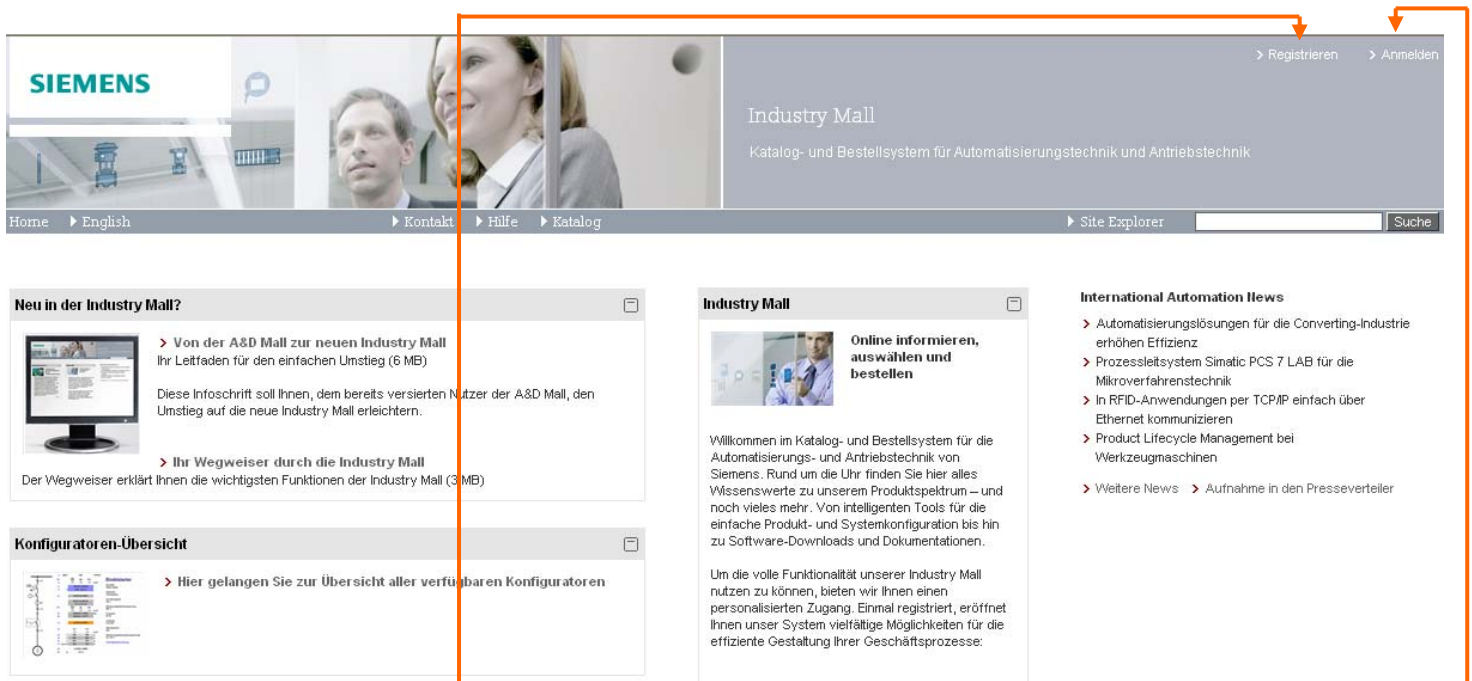 > Registrieren > Anmelden
SIEMENS
Industry Mall
Katalog- und Bestellsystem für Automatisierungstechnik und Antriebstechnik
Home English Kontakt Hilfe Katalog Site Explorer Suche
Neu in der Industry Mall?
> Von der A&D Mall zur neuen Industry Mall
Ihr Leitfaden für den einfachen Umstieg (6 MB)
Diese Infoschrift soll Ihnen, dem bereits versierten Nutzer der A&D Mall, den
Umstieg auf die neue Industry Mall erleichtern.
> Ihr Wegweiser durch die Industry Mall
Der Wegweiser erklärt Ihnen die wichtigsten Funktionen der Industry Mall (3 MB)
Konfiguratoren-Übersicht
> Hier gelangen Sie zur Übersicht aller verfügbaren Konfiguratoren
Industry Mall
Online informieren,
auswählen und
bestellen
Willkommen im Katalog- und Bestellsystem für die
Automatisierungs- und Antriebstechnik von
Siemens. Rund um die Uhr finden Sie hier alles
Wissenswerte zu unserem Produktspektrum – und
noch vieles mehr. Von intelligenten Tools für die
einfache Produkt- und Systemkonfiguration bis hin
zu Software-Downloads und Dokumentationen.
Um die volle Funktionalität unserer Industry Mall
nutzen zu können, bieten wir Ihnen einen
personalisierten Zugang. Einmal registriert, eröffnet
Ihnen unser System vielfältige Möglichkeiten für die
effiziente Gestaltung Ihrer Geschäftsprozesse:
International Automation News
> Automatisierungslösungen für die Converting-Industrie
erhöhen Effizienz
> Prozessleitsystem Simatic PCS 7 LAB für die
Mikroverfahrenstechnik
> In RFID-Anwendungen per TCP/IP einfach über
Ethernet kommunizieren
> Product Lifecycle Management bei
Werkzeugmaschinen
> Weitere News > Aufnahme in den Presseverteiler